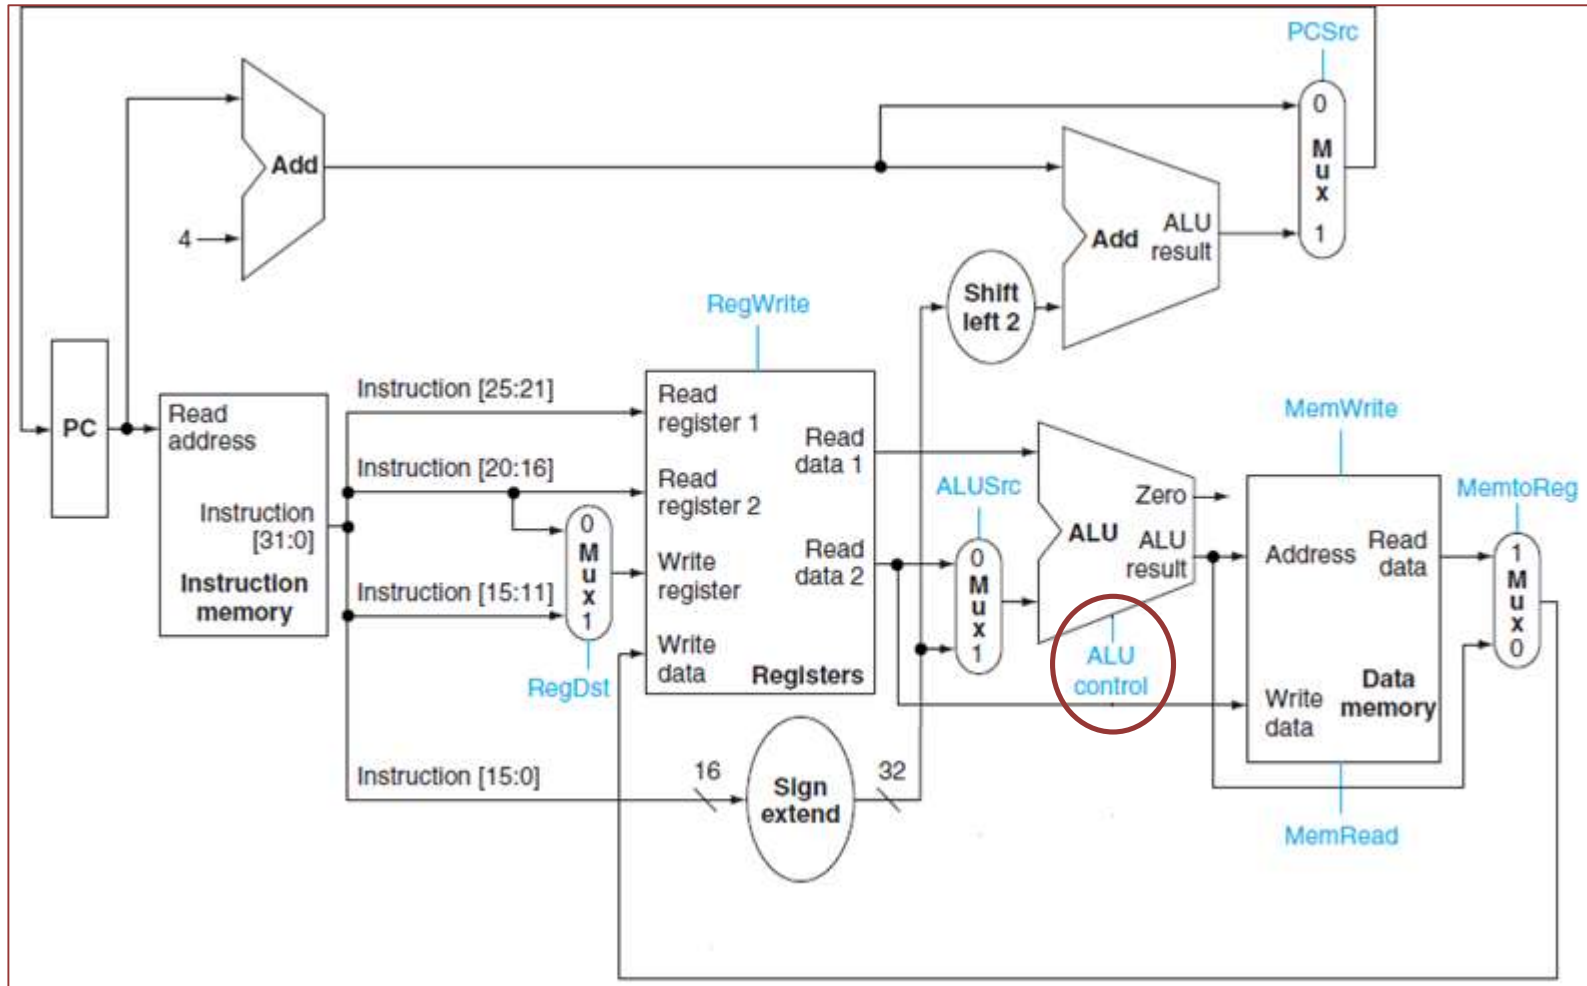 PCSrc
0
M
u
x
1
Add
4
Add
ALU
result
Shift
left 2
RegWrite
PC
Read
address
Instruction
[31:0]
Instruction
memory
Instruction [25:21]
Instruction [20:16]
Instruction [15:11]
Instruction [15:0]
0
M
u
x
1
RegDst
Read
register 1
Read
register 2
Write
register
Write
data
Read
data 1
Read
data 2
Registers
16
Sign
extend
32
ALUSrc
0
M
u
x
1
Zero
ALU
ALU
result
ALU
control
MemWrite
Address
Read
data
Write
data
Data
memory
MemRead
MemtoReg
1
M
u
x
0